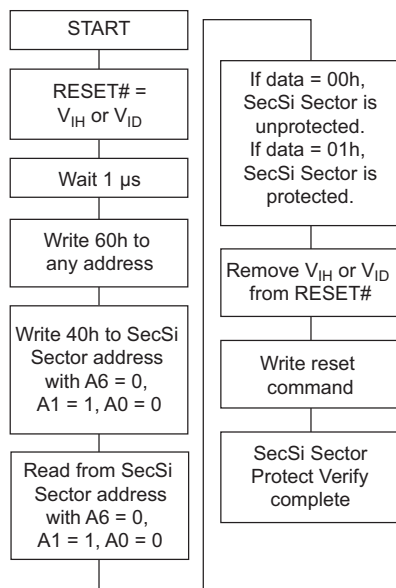 START
RESET# =
V_IH or V_ID
Wait 1 µs
Write 60h to
any address
Write 40h to SecSi
Sector address
with A6 = 0,
A1 = 1, A0 = 0
Read from SecSi
Sector address
with A6 = 0,
A1 = 1, A0 = 0
If data = 00h,
SecSi Sector is
unprotected.
If data = 01h,
SecSi Sector is
protected.
Remove V_IH or V_ID
from RESET#
Write reset
command
SecSi Sector
Protect Verify
complete